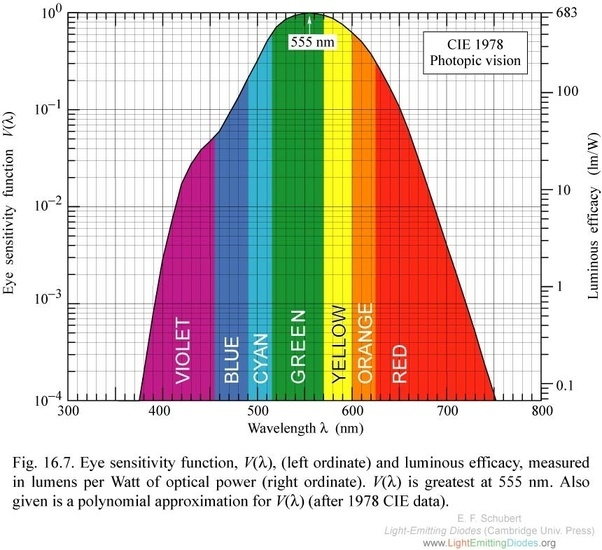 10⁰
10⁻¹
10⁻²
10⁻³
10⁻⁴
Eye sensitivity function V(λ)
555 nm
CIE 1978
Photopic vision
683
100
10
1
0.1
Luminous efficacy (lm/W)
VIOLET
BLUE
CYAN
GREEN
YELLOW
ORANGE
RED
300 400 500 600 700 800
Wavelength λ (nm)
Fig. 16.7. Eye sensitivity function, V(λ), (left ordinate) and luminous efficacy, measured
in lumens per Watt of optical power (right ordinate). V(λ) is greatest at 555 nm. Also
given is a polynomial approximation for V(λ) (after 1978 CIE data).
E. F. Schubert
Light-Emitting Diodes (Cambridge Univ. Press)
www.LightEmittingDiodes.org